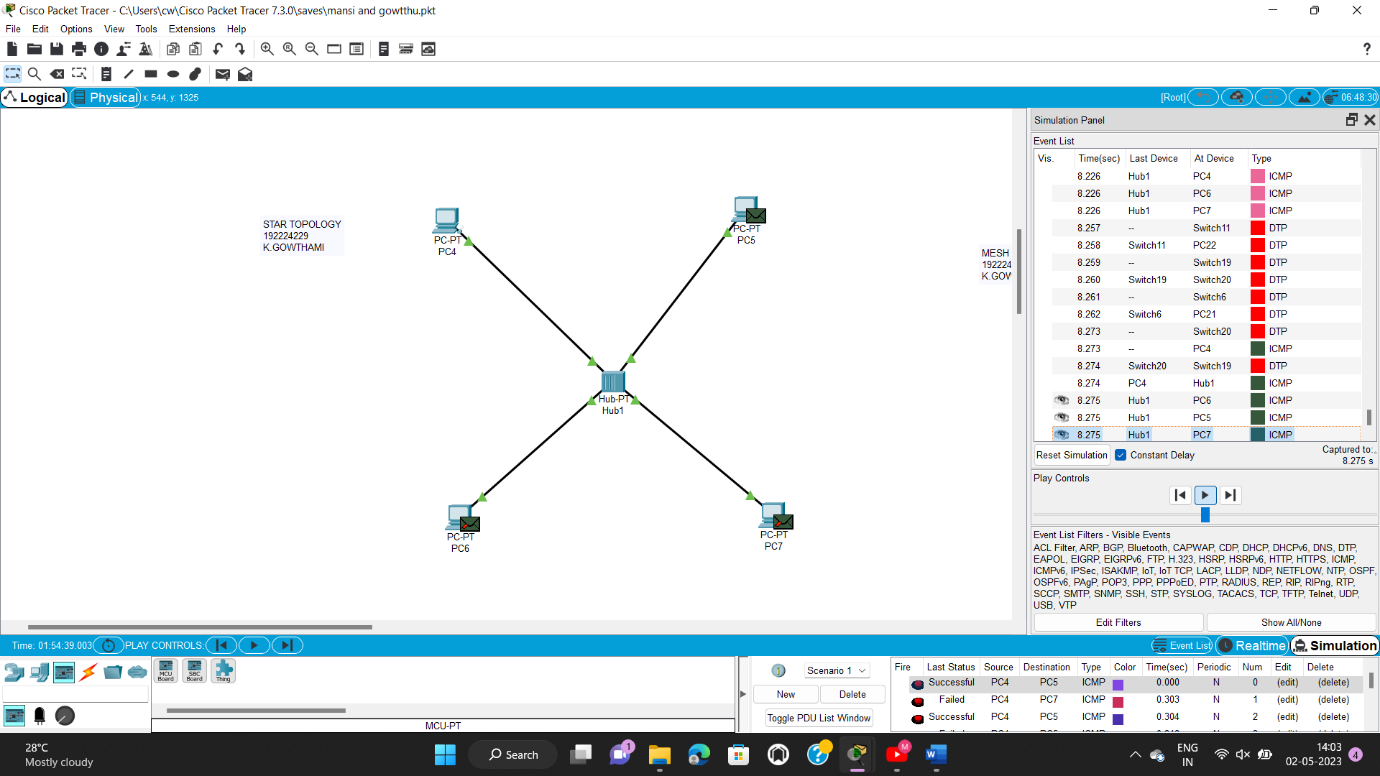 Cisco Packet Tracer - C:\Users\cw\Cisco Packet Tracer 7.3.0\saves\mansi and gowtthu.pkt
File Edit Options View Tools Extensions Help
Logical Physical x: 544, y: 1325 [Root] 06:48:30
STAR TOPOLOGY
192224229
K.GOWTHAMI
PC-PT
PC4
PC-PT
PC5
MESH
192224
K.GOW
Hub-PT
Hub1
PC-PT
PC6
PC-PT
PC7
Simulation Panel
Event List
Vis. Time(sec) Last Device At Device Type
8.226 Hub1 PC4 ICMP
8.226 Hub1 PC6 ICMP
8.226 Hub1 PC7 ICMP
8.257 -- Switch11 DTP
8.258 Switch11 PC22 DTP
8.259 -- Switch19 DTP
8.260 Switch19 Switch20 DTP
8.261 -- Switch6 DTP
8.262 Switch6 PC21 DTP
8.273 -- Switch20 DTP
8.273 -- PC4 ICMP
8.274 Switch20 Switch19 DTP
8.274 PC4 Hub1 ICMP
8.275 Hub1 PC6 ICMP
8.275 Hub1 PC5 ICMP
8.275 Hub1 PC7 ICMP
Reset Simulation Constant Delay Captured to:
8.275 s
Play Controls
Event List Filters - Visible Events
ACL Filter, ARP, BGP, Bluetooth, CAPWAP, CDP, DHCP, DHCPv6, DNS, DTP,
EAPOL, EIGRP, EIGRPv6, FTP, H.323, HSRP, HSRPv6, HTTP, HTTPS, ICMP,
ICMPv6, IPSec, ISAKMP, IoT, IoT TCP, LACP, LLDP, NDP, NETFLOW, NTP, OSPF,
OSPFv6, PAgP, POP3, PPP, PPPoED, PTP, RADIUS, REP, RIP, RIPng, RTP,
SCCP, SMTP, SNMP, SSH, STP, SYSLOG, TACACS, TCP, TFTP, Telnet, UDP,
USB, VTP
Edit Filters Show All/None
Time: 01:54:39.003 PLAY CONTROLS: Event List Realtime Simulation
MCU Board SBC Board Thing
MCU-PT
Scenario 1
New Delete
Toggle PDU List Window
Fire Last Status Source Destination Type Color Time(sec) Periodic Num Edit Delete
Successful PC4 PC5 ICMP 0.000 N 0 (edit) (delete)
Failed PC4 PC7 ICMP 0.303 N 1 (edit) (delete)
Successful PC4 PC5 ICMP 0.304 N 2 (edit) (delete)
28°C
Mostly cloudy
Search
1
M
ENG
IN
14:03
02-05-2023
4